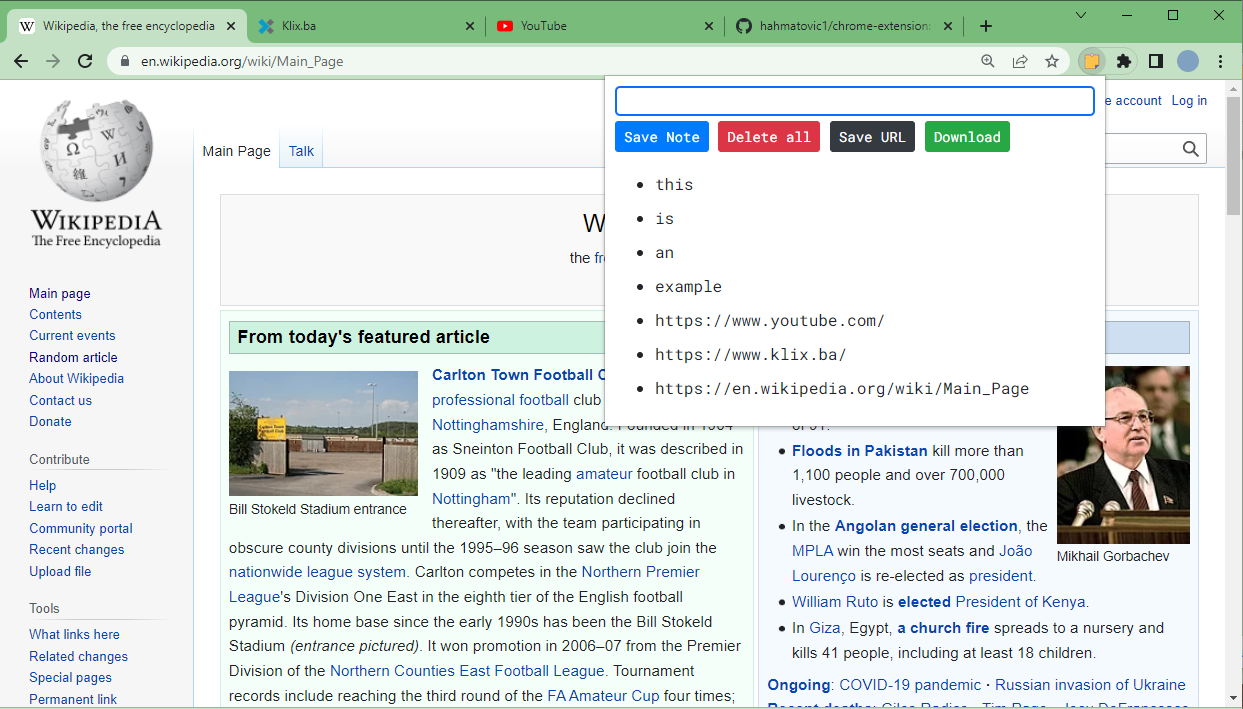 Wikipedia, the free encyclopedia
Klix.ba
YouTube
hahmatovic1/chrome-extension:
en.wikipedia.org/wiki/Main_Page
Save Note Delete all Save URL Download
this
is
an
example
https://www.youtube.com/
https://www.klix.ba/
https://en.wikipedia.org/wiki/Main_Page
account Log in
WIKIPEDIA
The Free Encyclopedia
Main page
Contents
Current events
Random article
About Wikipedia
Contact us
Donate
Contribute
Help
Learn to edit
Community portal
Recent changes
Upload file
Tools
What links here
Related changes
Special pages
Permanent link
Main Page Talk
W
the fr
From today's featured article
Carlton Town Football C
professional football club
Nottinghamshire, England. Founded in 1904
as Sneinton Football Club, it was described in
1909 as "the leading amateur football club in
Nottingham". Its reputation declined
thereafter, with the team participating in
Bill Stokeld Stadium entrance
obscure county divisions until the 1995–96 season saw the club join the
nationwide league system. Carlton competes in the Northern Premier
League's Division One East in the eighth tier of the English football
pyramid. Its home base since the early 1990s has been the Bill Stokeld
Stadium (entrance pictured). It won promotion in 2006–07 from the Premier
Division of the Northern Counties East Football League. Tournament
records include reaching the third round of the FA Amateur Cup four times;
of 91.
Floods in Pakistan kill more than
1,100 people and over 700,000
livestock.
In the Angolan general election, the
MPLA win the most seats and João
Lourenço is re-elected as president.
Mikhail Gorbachev
William Ruto is elected President of Kenya.
In Giza, Egypt, a church fire spreads to a nursery and
kills 41 people, including at least 18 children.
Ongoing: COVID-19 pandemic · Russian invasion of Ukraine
Recent deaths: Giles Radice · Tim Page · Joey DeFrancesco